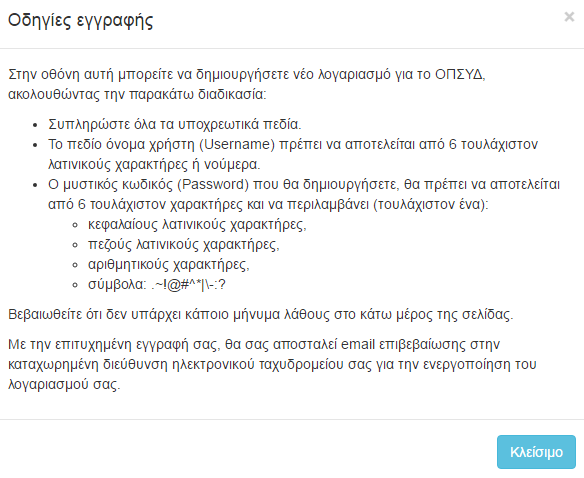 Οδηγίες εγγραφής
×
Στην οθόνη αυτή μπορείτε να δημιουργήσετε νέο λογαριασμό για το ΟΠΣΥΔ,
ακολουθώντας την παρακάτω διαδικασία:
• Συπληρώστε όλα τα υποχρεωτικά πεδία.
• Το πεδίο όνομα χρήστη (Username) πρέπει να αποτελείται από 6 τουλάχιστον
λατινικούς χαρακτήρες ή νούμερα.
• Ο μυστικός κωδικός (Password) που θα δημιουργήσετε, θα πρέπει να αποτελείται
από 6 τουλάχιστον χαρακτήρες και να περιλαμβάνει (τουλάχιστον ένα):
◦ κεφαλαίους λατινικούς χαρακτήρες,
◦ πεζούς λατινικούς χαρακτήρες,
◦ αριθμητικούς χαρακτήρες,
◦ σύμβολα: .~!@#^*|\-:?
Βεβαιωθείτε ότι δεν υπάρχει κάποιο μήνυμα λάθους στο κάτω μέρος της σελίδας.
Με την επιτυχημένη εγγραφή σας, θα σας αποσταλεί email επιβεβαίωσης στην
καταχωρημένη διεύθυνση ηλεκτρονικού ταχυδρομείου σας για την ενεργοποίηση του
λογαριασμού σας.
Κλείσιμο